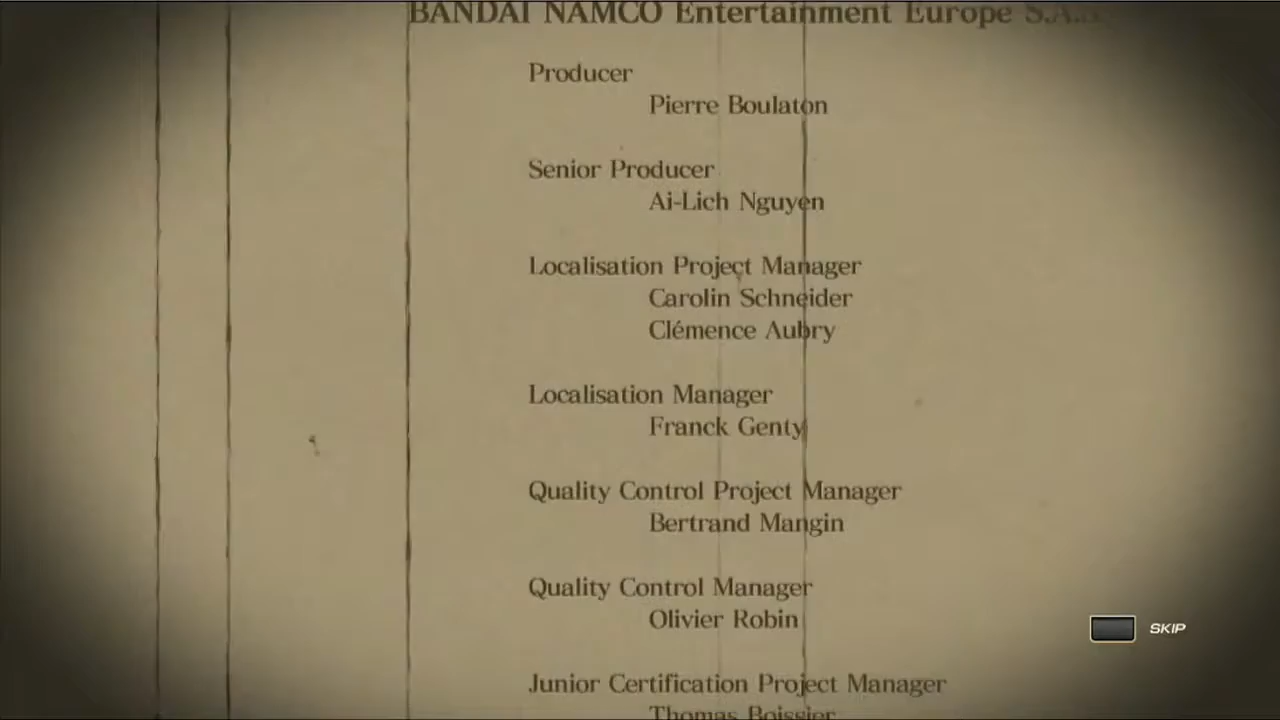 BANDAI NAMCO Entertainment Europe S.A.S.
Producer
Pierre Boulaton
Senior Producer
Ai-Lich Nguyen
Localisation Project Manager
Carolin Schneider
Clémence Aubry
Localisation Manager
Franck Genty
Quality Control Project Manager
Bertrand Mangin
Quality Control Manager
Olivier Robin
SKIP
Junior Certification Project Manager
Thomas Boissier